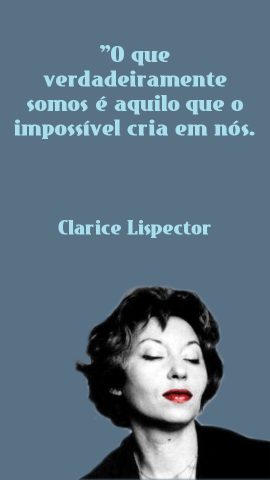 ”O que
verdadeiramente
somos é aquilo que o
impossível cria em nós.
Clarice Lispector